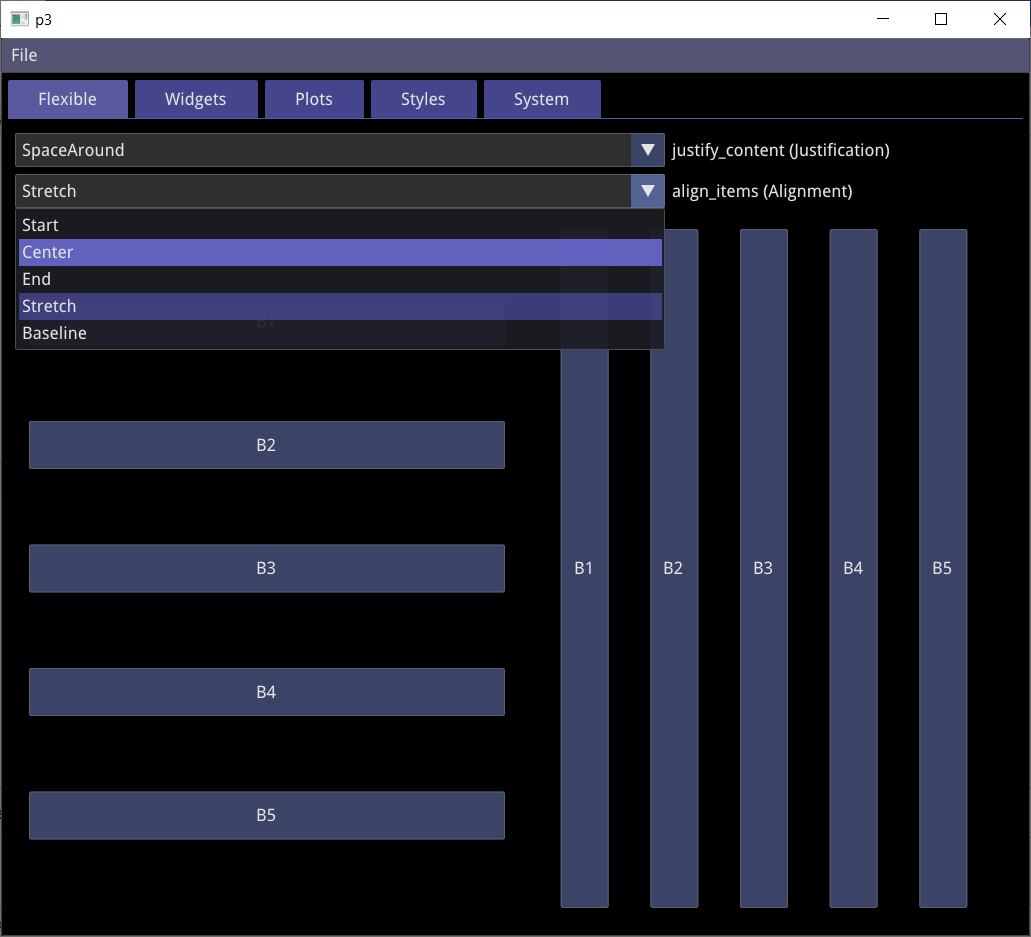 p3
File
Flexible Widgets Plots Styles System
SpaceAround justify_content (Justification)
Stretch align_items (Alignment)
Start
Center
End
Stretch
B1
Baseline
B2
B3
B4
B5
B1 B2 B3 B4 B5